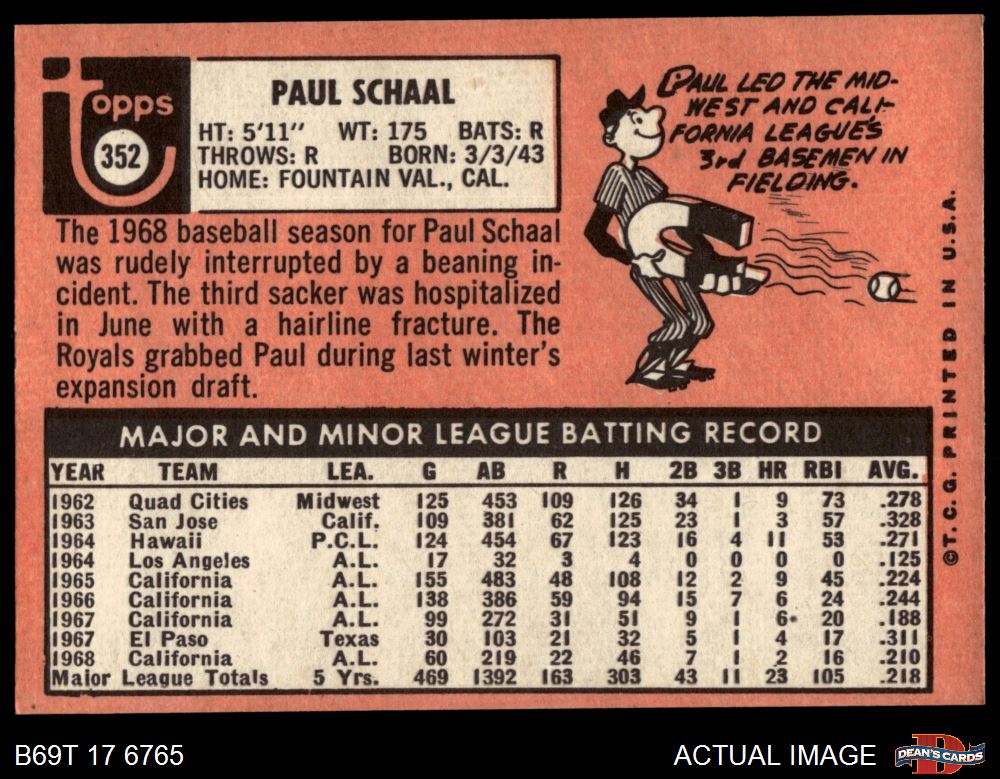 Topps
352
PAUL SCHAAL
HT: 5'11" WT: 175 BATS: R
THROWS: R BORN: 3/3/43
HOME: FOUNTAIN VAL., CAL.
PAUL LED THE MID-
WEST AND CALI-
FORNIA LEAGUE'S
3rd BASEMEN IN
FIELDING.
The 1968 baseball season for Paul Schaal
was rudely interrupted by a beaning in-
cident. The third sacker was hospitalized
in June with a hairline fracture. The
Royals grabbed Paul during last winter's
expansion draft.
MAJOR AND MINOR LEAGUE BATTING RECORD
YEAR TEAM LEA. G AB R H 2B 3B HR RBI AVG.
1962 Quad Cities Midwest 125 453 109 126 34 1 9 73 .278
1963 San Jose Calif. 109 381 62 125 23 1 3 57 .328
1964 Hawaii P.C.L. 124 454 67 123 16 4 11 53 .271
1964 Los Angeles A.L. 17 32 3 4 0 0 0 0 .125
1965 California A.L. 155 483 48 108 12 2 9 45 .224
1966 California A.L. 138 386 59 94 15 7 6 24 .244
1967 California A.L. 99 272 31 51 9 1 6 20 .188
1967 El Paso Texas 30 103 21 32 5 1 4 17 .311
1968 California A.L. 60 219 22 46 7 1 2 16 .210
Major League Totals 5 Yrs. 469 1392 163 303 43 11 23 105 .218
©T. C. G. PRINTED IN U.S.A.
B69T 17 6765
ACTUAL IMAGE
D
DEAN'S CARDS